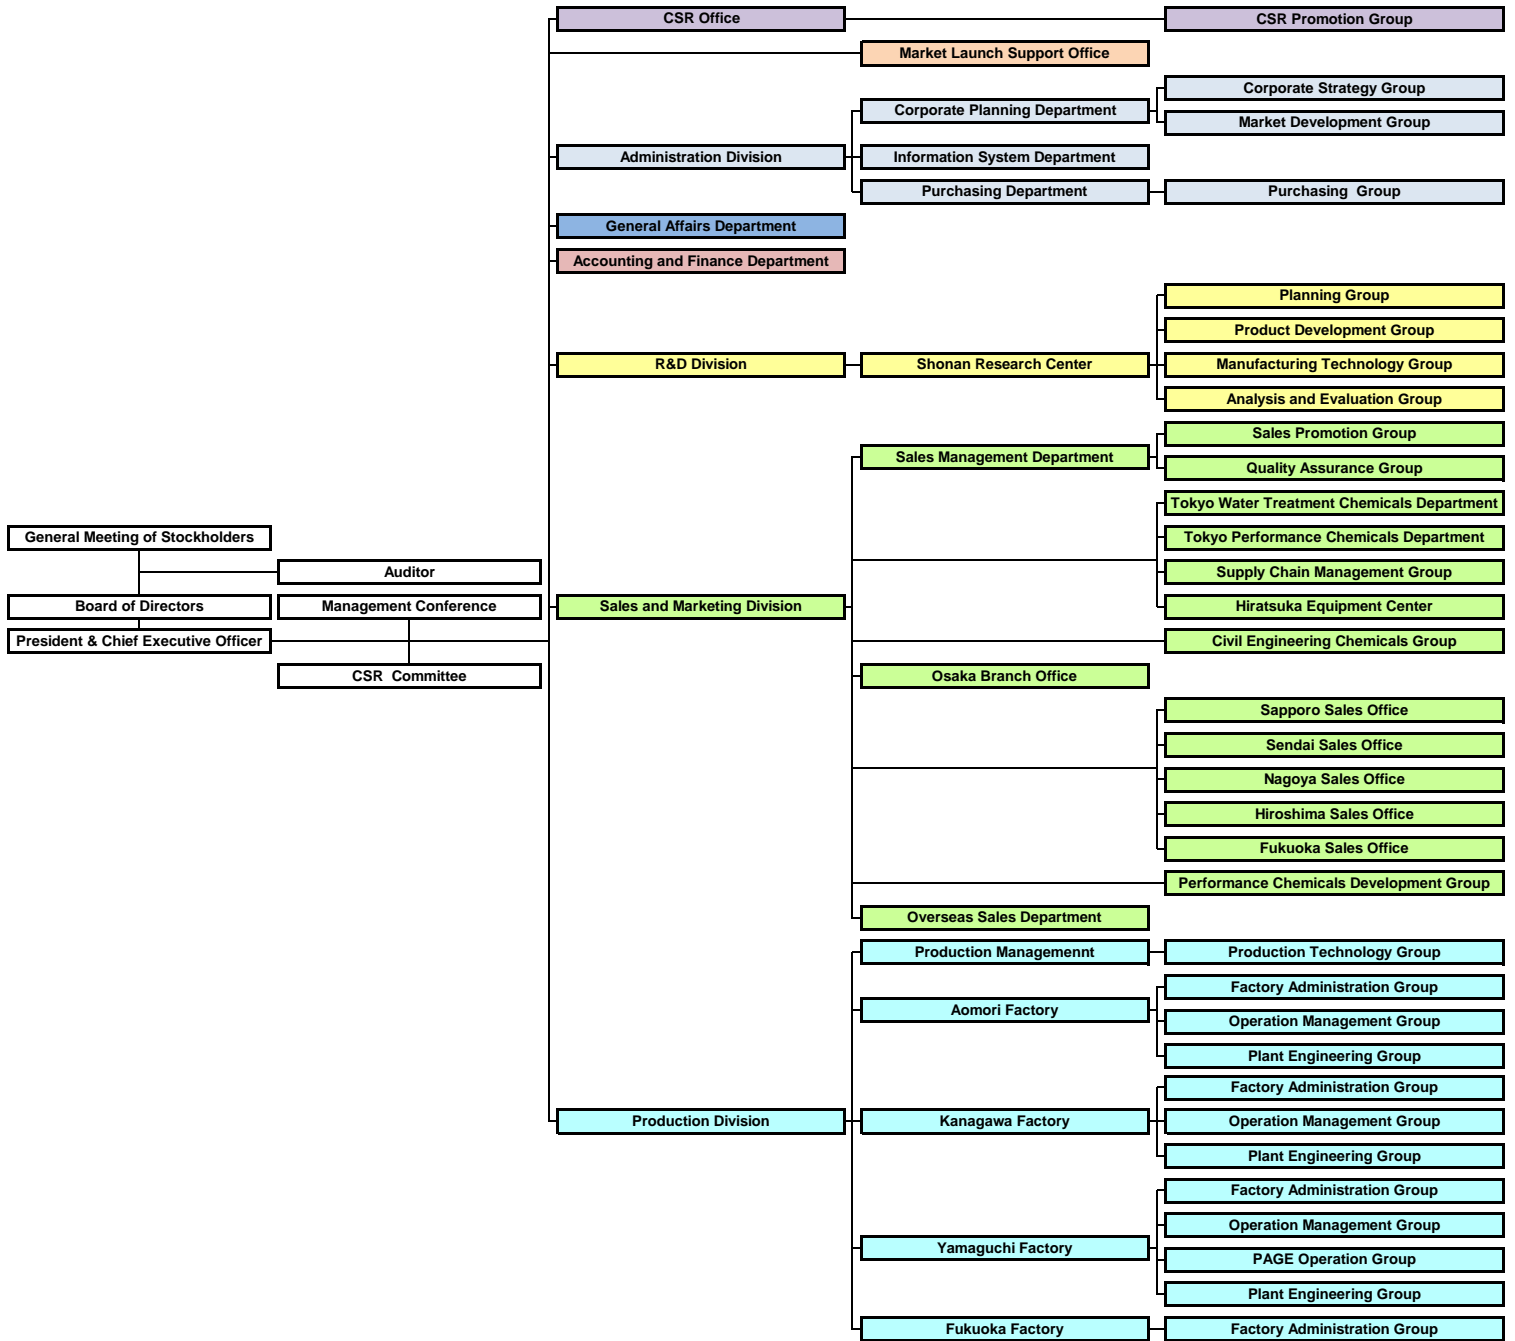 CSR Office
CSR Promotion Group
Market Launch Support Office
Corporate Strategy Group
Corporate Planning Department
Market Development Group
Administration Division
Information System Department
Purchasing Department
Purchasing  Group
General Affairs Department
Accounting and Finance Department
Planning Group
Product Development Group
R&D Division
Shonan Research Center
Manufacturing Technology Group
Analysis and Evaluation Group
Sales Promotion Group
Sales Management Department
Quality Assurance Group
Tokyo Water Treatment Chemicals Department
General Meeting of Stockholders
Tokyo Performance Chemicals Department
Auditor
Supply Chain Management Group
Board of Directors
Management Conference
Sales and Marketing Division
Hiratsuka Equipment Center
President & Chief Executive Officer
Civil Engineering Chemicals Group
CSR  Committee
Osaka Branch Office
Sapporo Sales Office
Sendai Sales Office
Nagoya Sales Office
Hiroshima Sales Office
Fukuoka Sales Office
Performance Chemicals Development Group
Overseas Sales Department
Production Managemennt
Production Technology Group
Factory Administration Group
Aomori Factory
Operation Management Group
Plant Engineering Group
Factory Administration Group
Production Division
Kanagawa Factory
Operation Management Group
Plant Engineering Group
Factory Administration Group
Operation Management Group
Yamaguchi Factory
PAGE Operation Group
Plant Engineering Group
Fukuoka Factory
Factory Administration Group